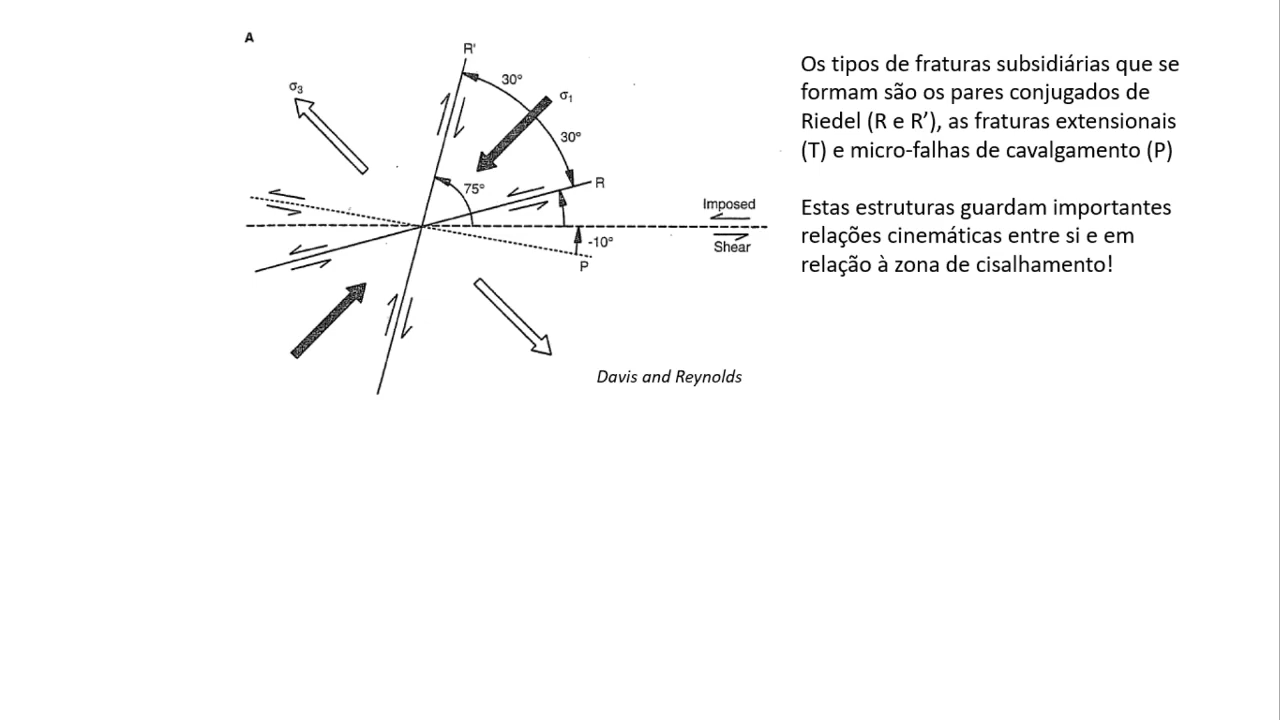 A
R'
30°
σ3
σ1
30°
75°
R
Imposed
Shear
-10°
P
Davis and Reynolds
Os tipos de fraturas subsidiárias que se
formam são os pares conjugados de
Riedel (R e R’), as fraturas extensionais
(T) e micro-falhas de cavalgamento (P)
Estas estruturas guardam importantes
relações cinemáticas entre si e em
relação à zona de cisalhamento!